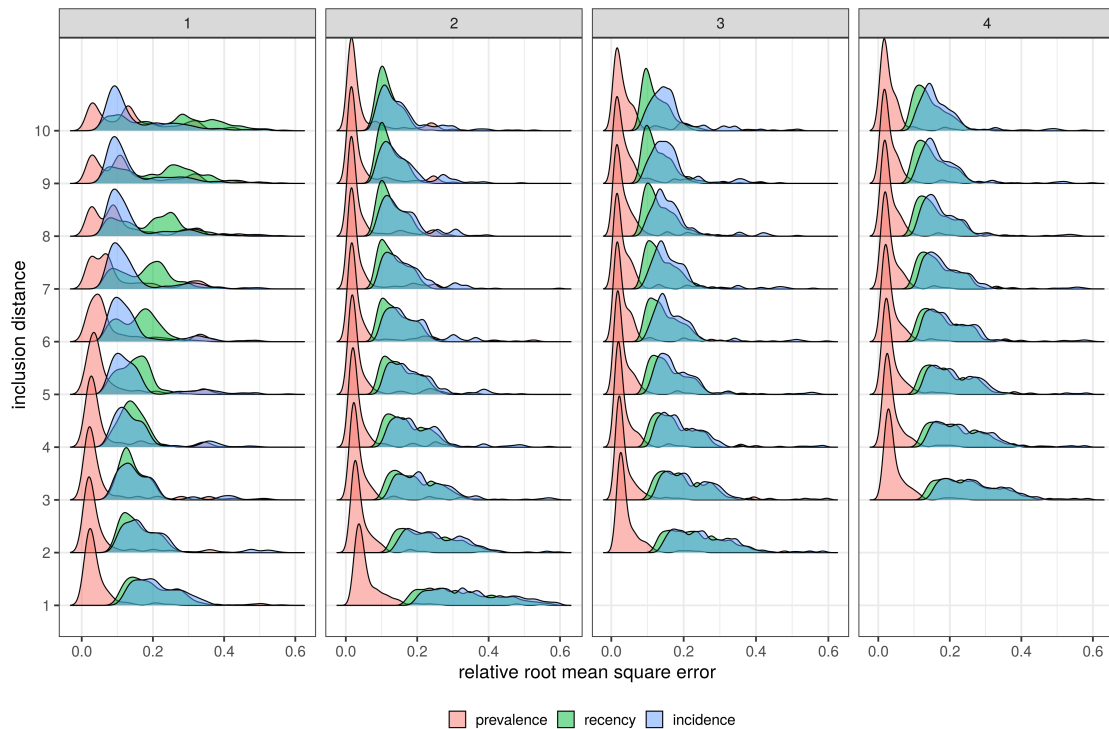 1 2 3 4
inclusion distance
10
9
8
7
6
5
4
3
2
1
0.0 0.2 0.4 0.6 0.0 0.2 0.4 0.6 0.0 0.2 0.4 0.6 0.0 0.2 0.4 0.6
relative root mean square error
prevalence recency incidence